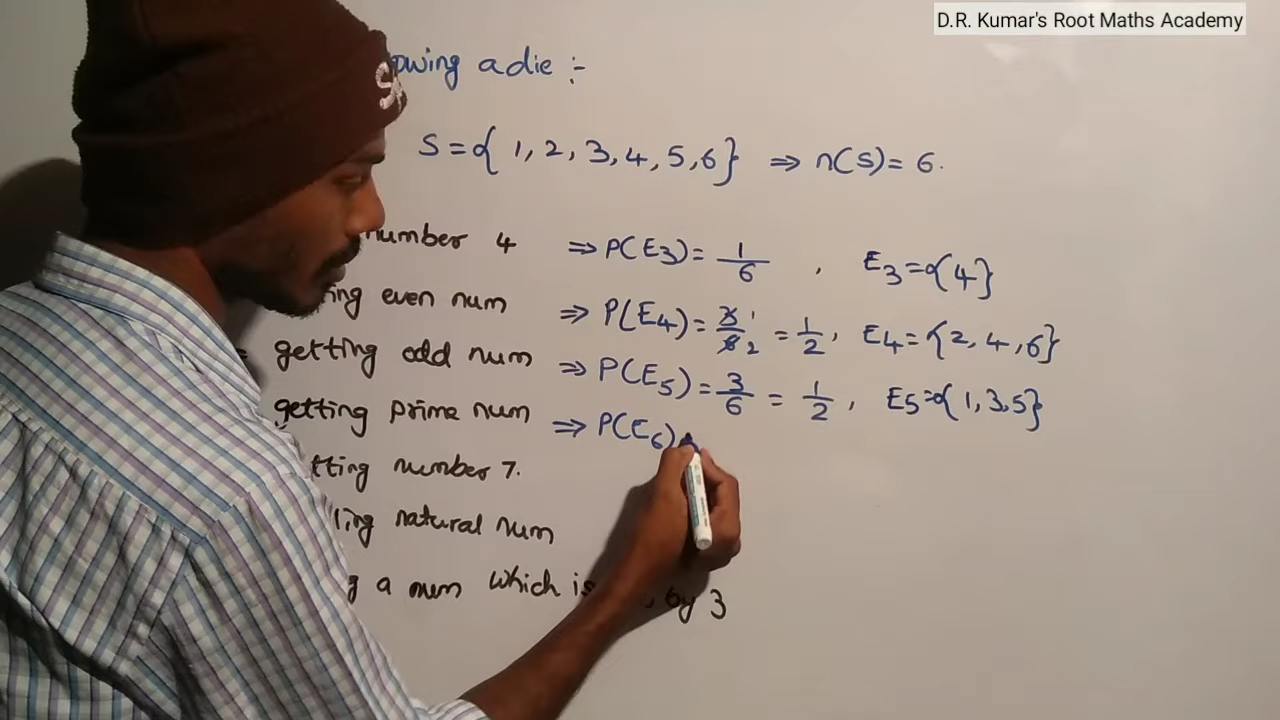 D.R. Kumar's Root Maths Academy
owing a die :-
S = { 1, 2, 3, 4, 5, 6 } ⇒ n(S) = 6.
number 4 ⇒ P(E3) = 1/6 , E3 = {4}
ing even num ⇒ P(E4) = 3/6 1/2 = 1/2, E4 = {2, 4, 6}
= getting odd num ⇒ P(E5) = 3/6 = 1/2, E5 = {1, 3, 5}
getting prime num ⇒ P(E6)
tting number 7.
ing natural num
g a num which is by 3